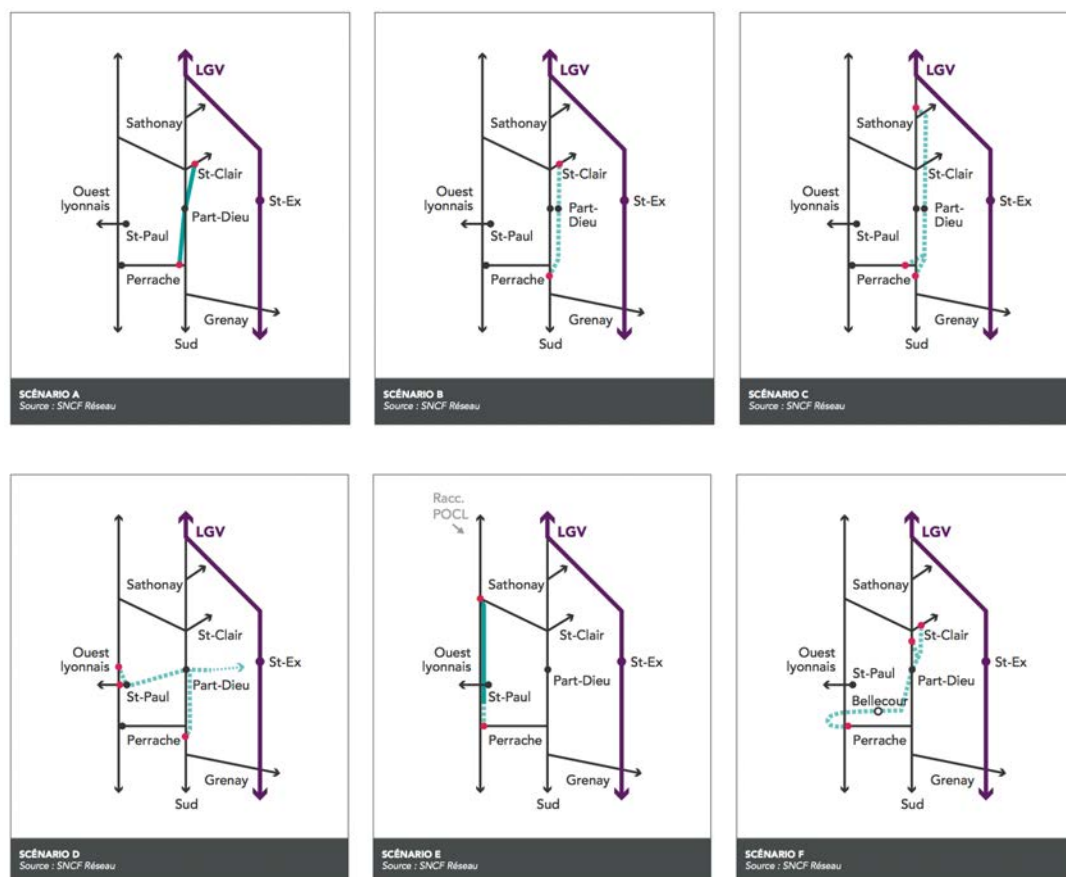 LGV
Sathonay
St-Clair
Ouest
lyonnais
Part-Dieu
St-Ex
St-Paul
Perrache
Grenay
Sud
SCÉNARIO A
Source : SNCF Réseau
LGV
Sathonay
St-Clair
Ouest
lyonnais
Part-
Dieu
St-Ex
St-Paul
Perrache
Grenay
Sud
SCÉNARIO B
Source : SNCF Réseau
LGV
Sathonay
St-Clair
Ouest
lyonnais
Part-
Dieu
St-Ex
St-Paul
Perrache
Grenay
Sud
SCÉNARIO C
Source : SNCF Réseau
LGV
Sathonay
St-Clair
Ouest
lyonnais
St-Ex
Part-Dieu
St-Paul
Perrache
Grenay
Sud
SCÉNARIO D
Source : SNCF Réseau
Racc.
POCL
LGV
Sathonay
St-Clair
Ouest
lyonnais
St-Ex
Part-Dieu
St-Paul
Perrache
Grenay
Sud
SCÉNARIO E
Source : SNCF Réseau
LGV
Sathonay
St-Clair
Ouest
lyonnais
St-Ex
St-Paul
Part-Dieu
Bellecour
Perrache
Grenay
Sud
SCÉNARIO F
Source : SNCF Réseau